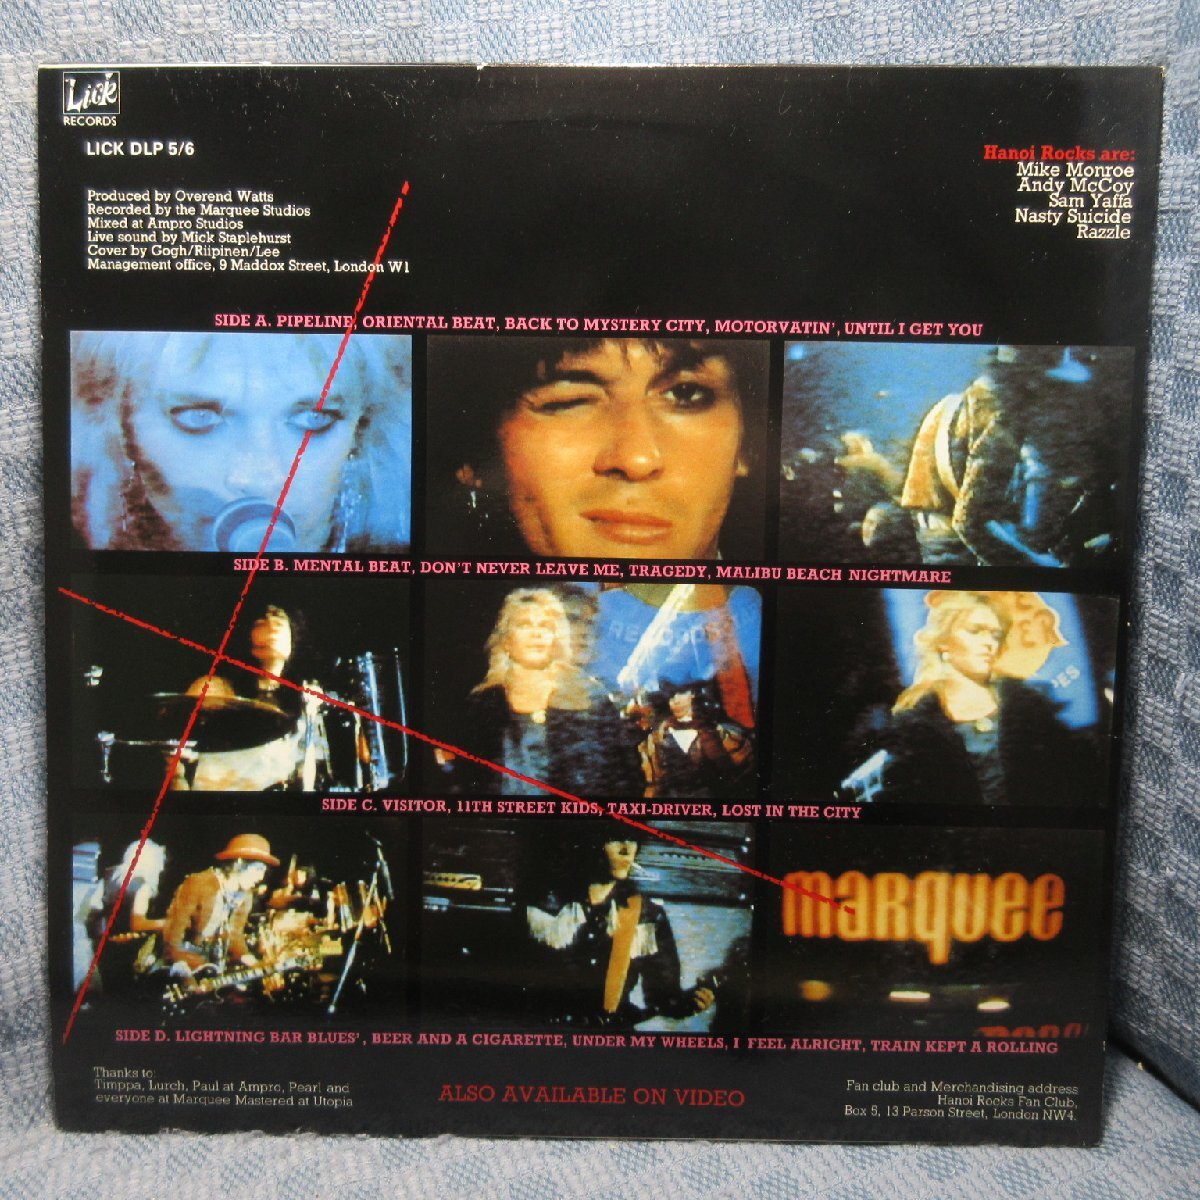 Lick
RECORDS
LICK DLP 5/6
Produced by Overend Watts
Recorded by the Marquee Studios
Mixed at Ampro Studios
Live sound by Mick Staplehurst
Cover by Gogh/Riipinen/Lee
Management office, 9 Maddox Street, London W1
Hanoi Rocks are:
Mike Monroe
Andy McCoy
Sam Yaffa
Nasty Suicide
Razzle
SIDE A. PIPELINE, ORIENTAL BEAT, BACK TO MYSTERY CITY, MOTORVATIN', UNTIL I GET YOU
SIDE B. MENTAL BEAT, DON'T NEVER LEAVE ME, TRAGEDY, MALIBU BEACH NIGHTMARE
SIDE C. VISITOR, 11TH STREET KIDS, TAXI-DRIVER, LOST IN THE CITY
marquee
SIDE D. LIGHTNING BAR BLUES', BEER AND A CIGARETTE, UNDER MY WHEELS, I FEEL ALRIGHT, TRAIN KEPT A ROLLING
Thanks to:
Timppa, Lurch, Paul at Ampro, Pearl and
everyone at Marquee Mastered at Utopia
ALSO AVAILABLE ON VIDEO
Fan club and Merchandising address
Hanoi Rocks Fan Club,
Box 5, 13 Parson Street, London NW4.